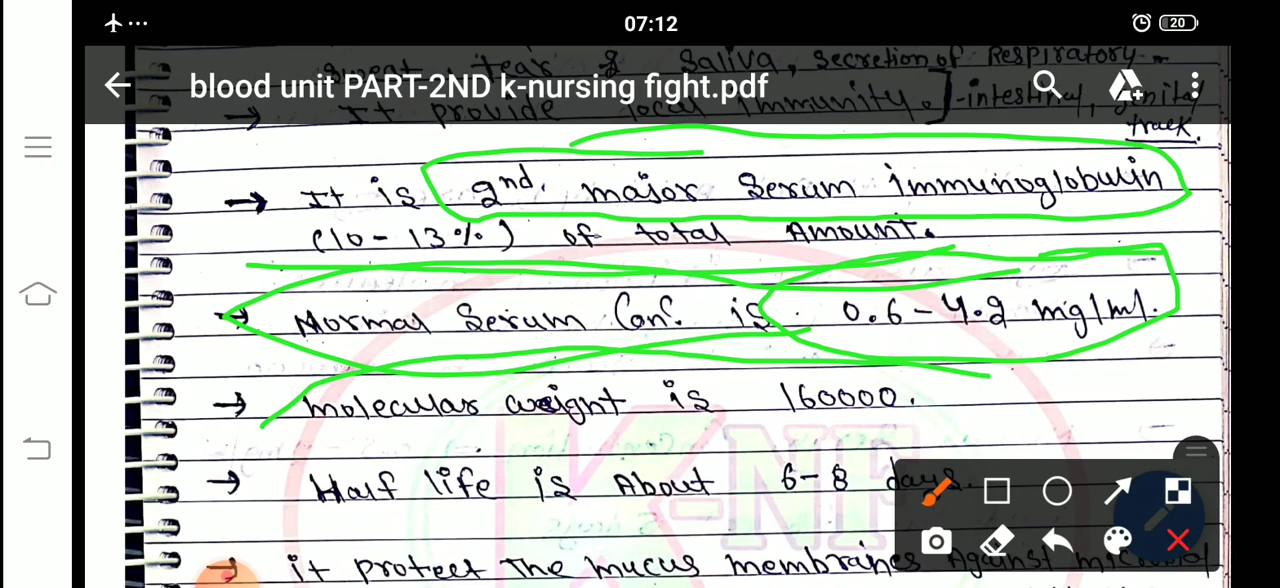 07:12
20
sweat, tear & Saliva, Secretion of Respiratory
blood unit PART-2ND k-nursing fight.pdf
→ It provide local immunity.] -intestinal, genital
track.
→ It is 2nd. major Serum immunoglobulin
(10-13%) of total Amount.
→ Normal Serum Con. is 0.6-4.2 mg/ml.
→ molecular weight is 160000.
→ Half life is About 6-8 days.
K-NF
→ it protect The mucus membranes Against